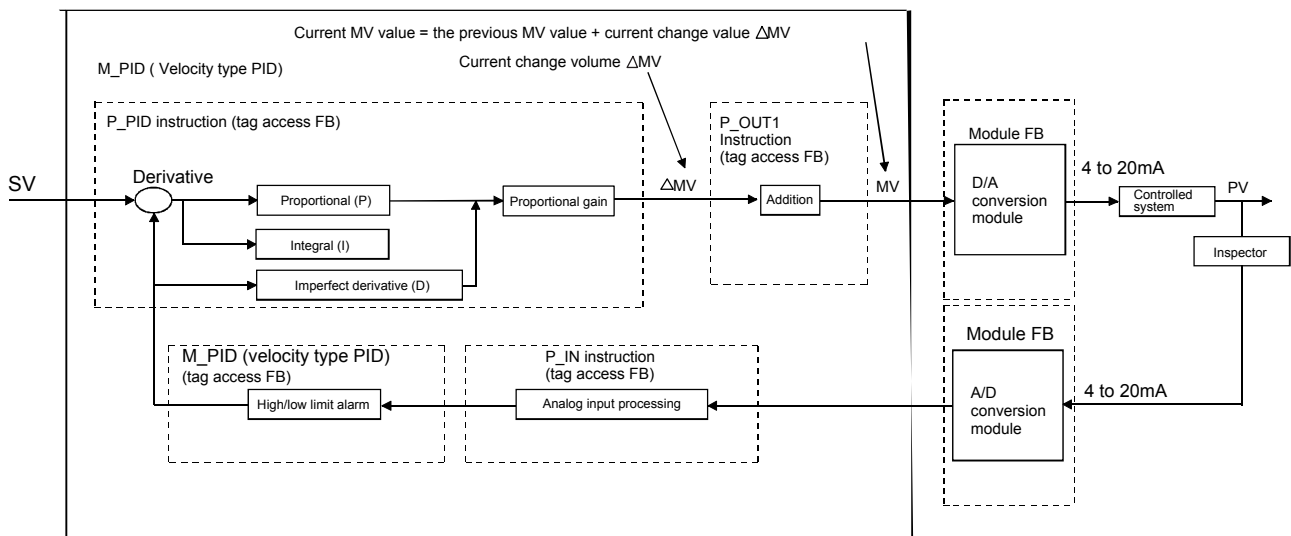 Current MV value = the previous MV value + current change value △MV
M_PID ( Velocity type PID)
Current change volume △MV
P_PID instruction (tag access FB)
P_OUT1
Instruction
(tag access FB)
Module FB
SV
Derivative
Proportional (P)
Proportional gain
△MV
Addition
MV
D/A
conversion
module
4 to 20mA
Controlled
system
PV
Integral (I)
Inspector
Imperfect derivative (D)
M_PID (velocity type PID)
(tag access FB)
High/low limit alarm
P_IN instruction
(tag access FB)
Analog input processing
Module FB
A/D
conversion
module
4 to 20mA